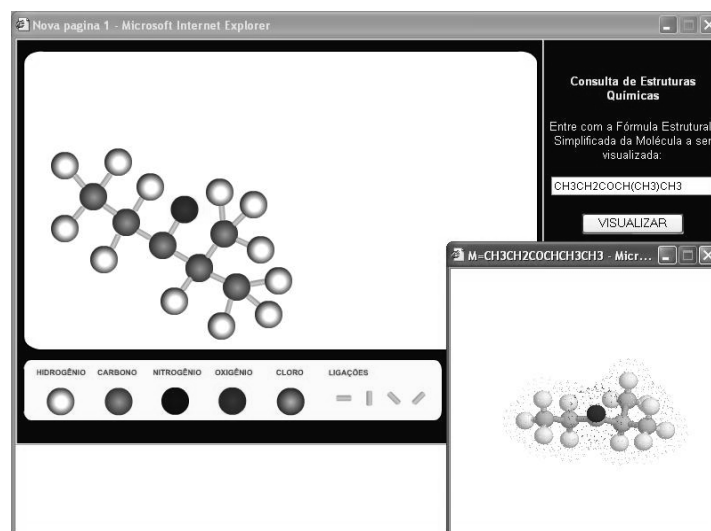 Nova pagina 1 - Microsoft Internet Explorer
Consulta de Estruturas
Químicas
Entre com a Fórmula Estrutural
Simplificada da Molécula a ser
visualizada:
CH3CH2COCH(CH3)CH3
VISUALIZAR
M=CH3CH2COCHCH3CH3 - Micr...
HIDROGÊNIO CARBONO NITROGÊNIO OXIGÊNIO CLORO LIGAÇÕES